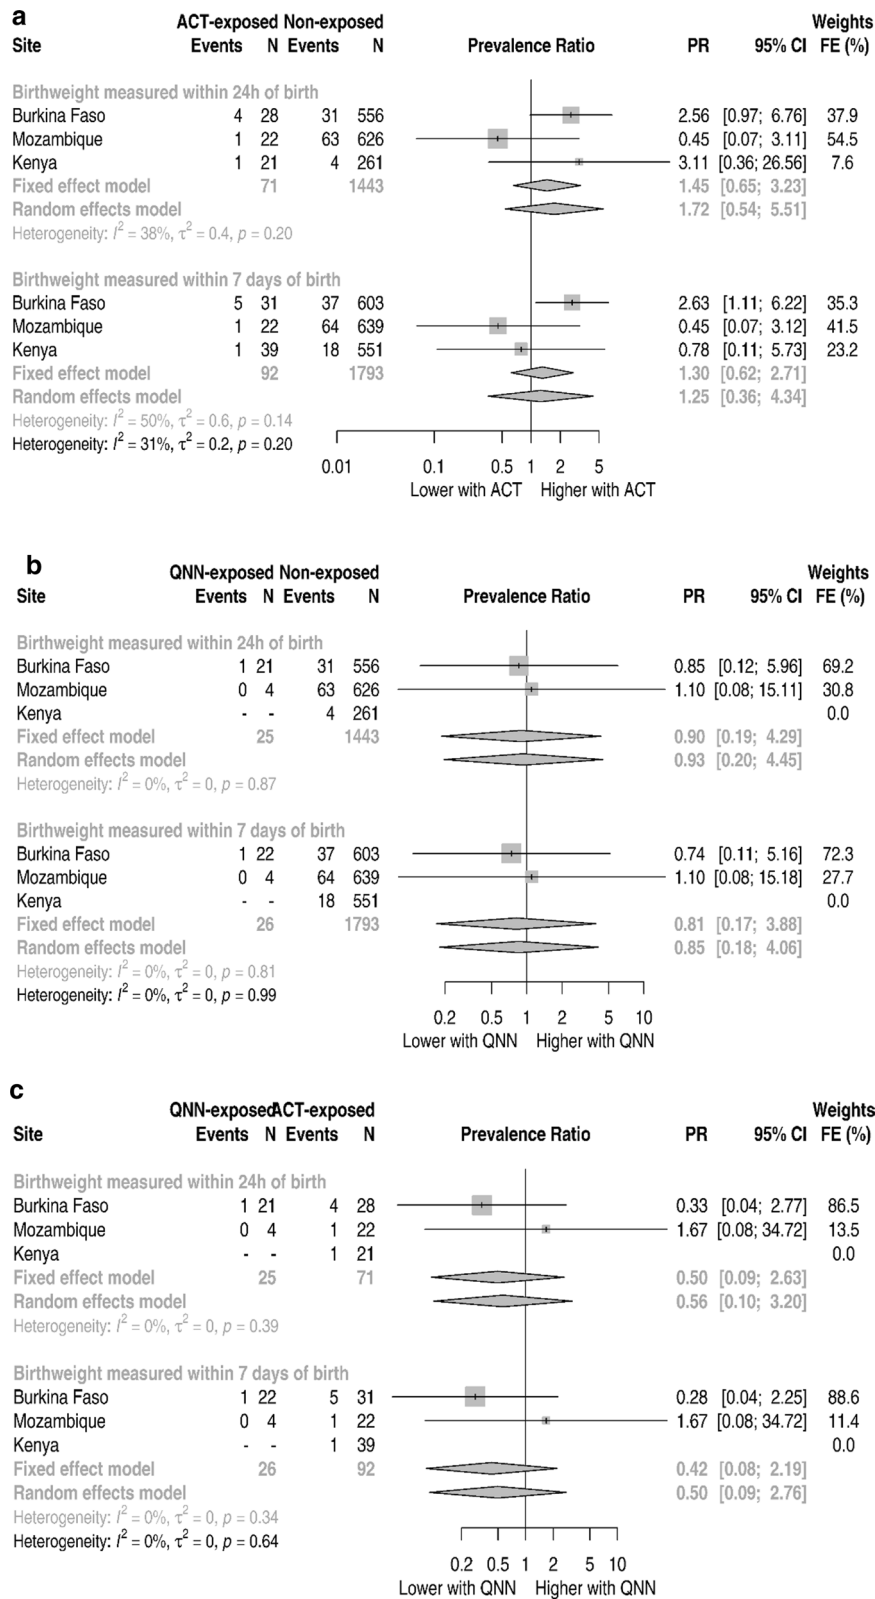 a
ACT-exposed Non-exposed Weights
Site Events N Events N Prevalence Ratio PR 95% CI FE (%)
Birthweight measured within 24h of birth
Burkina Faso 4 28 31 556 2.56 [0.97; 6.76] 37.9
Mozambique 1 22 63 626 0.45 [0.07; 3.11] 54.5
Kenya 1 21 4 261 3.11 [0.36; 26.56] 7.6
Fixed effect model 71 1443 1.45 [0.65; 3.23]
Random effects model 1.72 [0.54; 5.51]
Heterogeneity: I² = 38%, τ² = 0.4, p = 0.20
Birthweight measured within 7 days of birth
Burkina Faso 5 31 37 603 2.63 [1.11; 6.22] 35.3
Mozambique 1 22 64 639 0.45 [0.07; 3.12] 41.5
Kenya 1 39 18 551 0.78 [0.11; 5.73] 23.2
Fixed effect model 92 1793 1.30 [0.62; 2.71]
Random effects model 1.25 [0.36; 4.34]
Heterogeneity: I² = 50%, τ² = 0.6, p = 0.14
Heterogeneity: I² = 31%, τ² = 0.2, p = 0.20
0.01 0.1 0.5 1 2 5
Lower with ACT Higher with ACT
b
QNN-exposed Non-exposed Weights
Site Events N Events N Prevalence Ratio PR 95% CI FE (%)
Birthweight measured within 24h of birth
Burkina Faso 1 21 31 556 0.85 [0.12; 5.96] 69.2
Mozambique 0 4 63 626 1.10 [0.08; 15.11] 30.8
Kenya - - 4 261 0.0
Fixed effect model 25 1443 0.90 [0.19; 4.29]
Random effects model 0.93 [0.20; 4.45]
Heterogeneity: I² = 0%, τ² = 0, p = 0.87
Birthweight measured within 7 days of birth
Burkina Faso 1 22 37 603 0.74 [0.11; 5.16] 72.3
Mozambique 0 4 64 639 1.10 [0.08; 15.18] 27.7
Kenya - - 18 551 0.0
Fixed effect model 26 1793 0.81 [0.17; 3.88]
Random effects model 0.85 [0.18; 4.06]
Heterogeneity: I² = 0%, τ² = 0, p = 0.81
Heterogeneity: I² = 0%, τ² = 0, p = 0.99
0.2 0.5 1 2 5 10
Lower with QNN Higher with QNN
c
QNN-exposed ACT-exposed Weights
Site Events N Events N Prevalence Ratio PR 95% CI FE (%)
Birthweight measured within 24h of birth
Burkina Faso 1 21 4 28 0.33 [0.04; 2.77] 86.5
Mozambique 0 4 1 22 1.67 [0.08; 34.72] 13.5
Kenya - - 1 21 0.0
Fixed effect model 25 71 0.50 [0.09; 2.63]
Random effects model 0.56 [0.10; 3.20]
Heterogeneity: I² = 0%, τ² = 0, p = 0.39
Birthweight measured within 7 days of birth
Burkina Faso 1 22 5 31 0.28 [0.04; 2.25] 88.6
Mozambique 0 4 1 22 1.67 [0.08; 34.72] 11.4
Kenya - - 1 39 0.0
Fixed effect model 26 92 0.42 [0.08; 2.19]
Random effects model 0.50 [0.09; 2.76]
Heterogeneity: I² = 0%, τ² = 0, p = 0.34
Heterogeneity: I² = 0%, τ² = 0, p = 0.64
0.2 0.5 1 2 5 10
Lower with QNN Higher with QNN